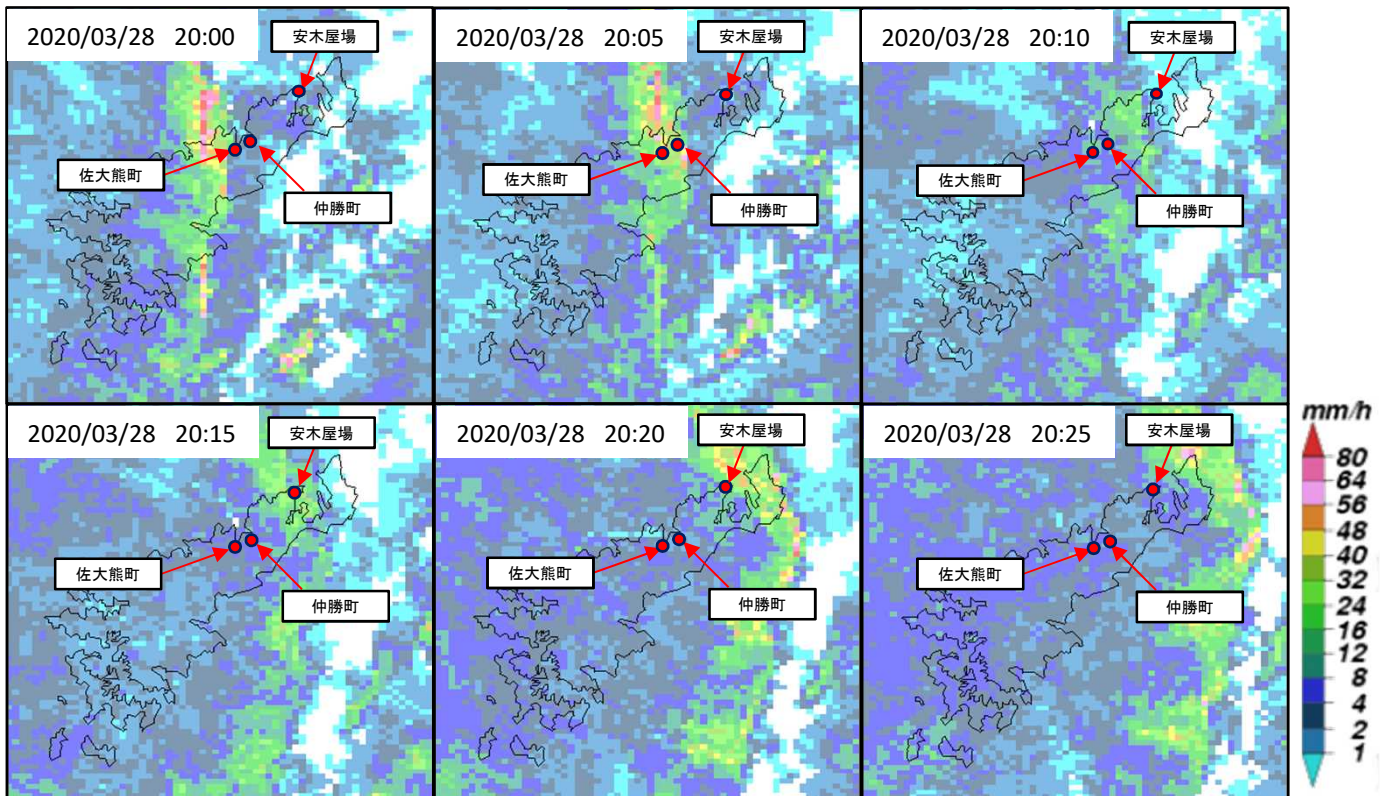 2020/03/28 20:00
安木屋場
佐大熊町
仲勝町
2020/03/28 20:05
安木屋場
佐大熊町
仲勝町
2020/03/28 20:10
安木屋場
佐大熊町
仲勝町
2020/03/28 20:15
安木屋場
佐大熊町
仲勝町
2020/03/28 20:20
安木屋場
佐大熊町
仲勝町
2020/03/28 20:25
安木屋場
佐大熊町
仲勝町
mm/h
80
64
56
48
40
32
24
16
12
8
4
2
1